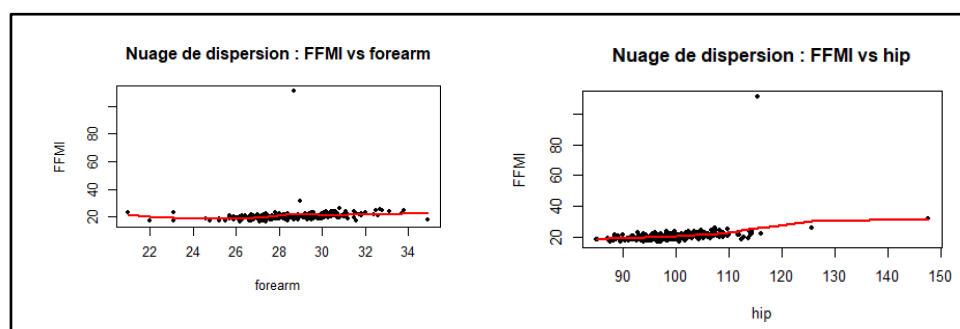 Nuage de dispersion : FFMI vs forearm
FFMI
20 40 60 80
22 24 26 28 30 32 34
forearm
Nuage de dispersion : FFMI vs hip
FFMI
20 40 60 80
90 100 110 120 130 140 150
hip